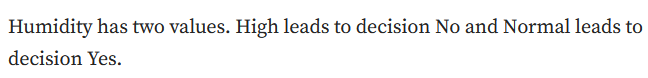 Humidity has two values. High leads to decision No and Normal leads to
decision Yes.